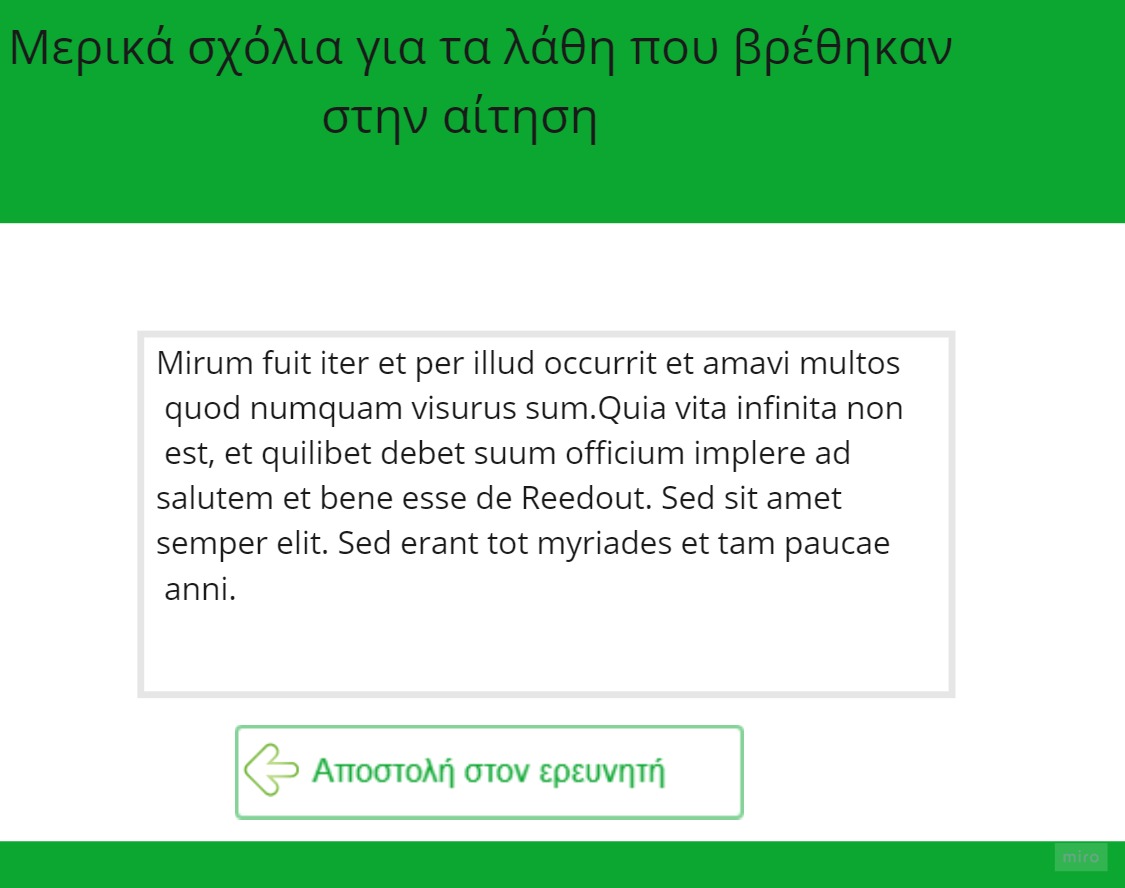 Μερικά σχόλια για τα λάθη που βρέθηκαν
στην αίτηση
Mirum fuit iter et per illud occurrit et amavi multos
quod numquam visurus sum.Quia vita infinita non
est, et quilibet debet suum officium implere ad
salutem et bene esse de Reedout. Sed sit amet
semper elit. Sed erant tot myriades et tam paucae
anni.
Αποστολή στον ερευνητή
miro